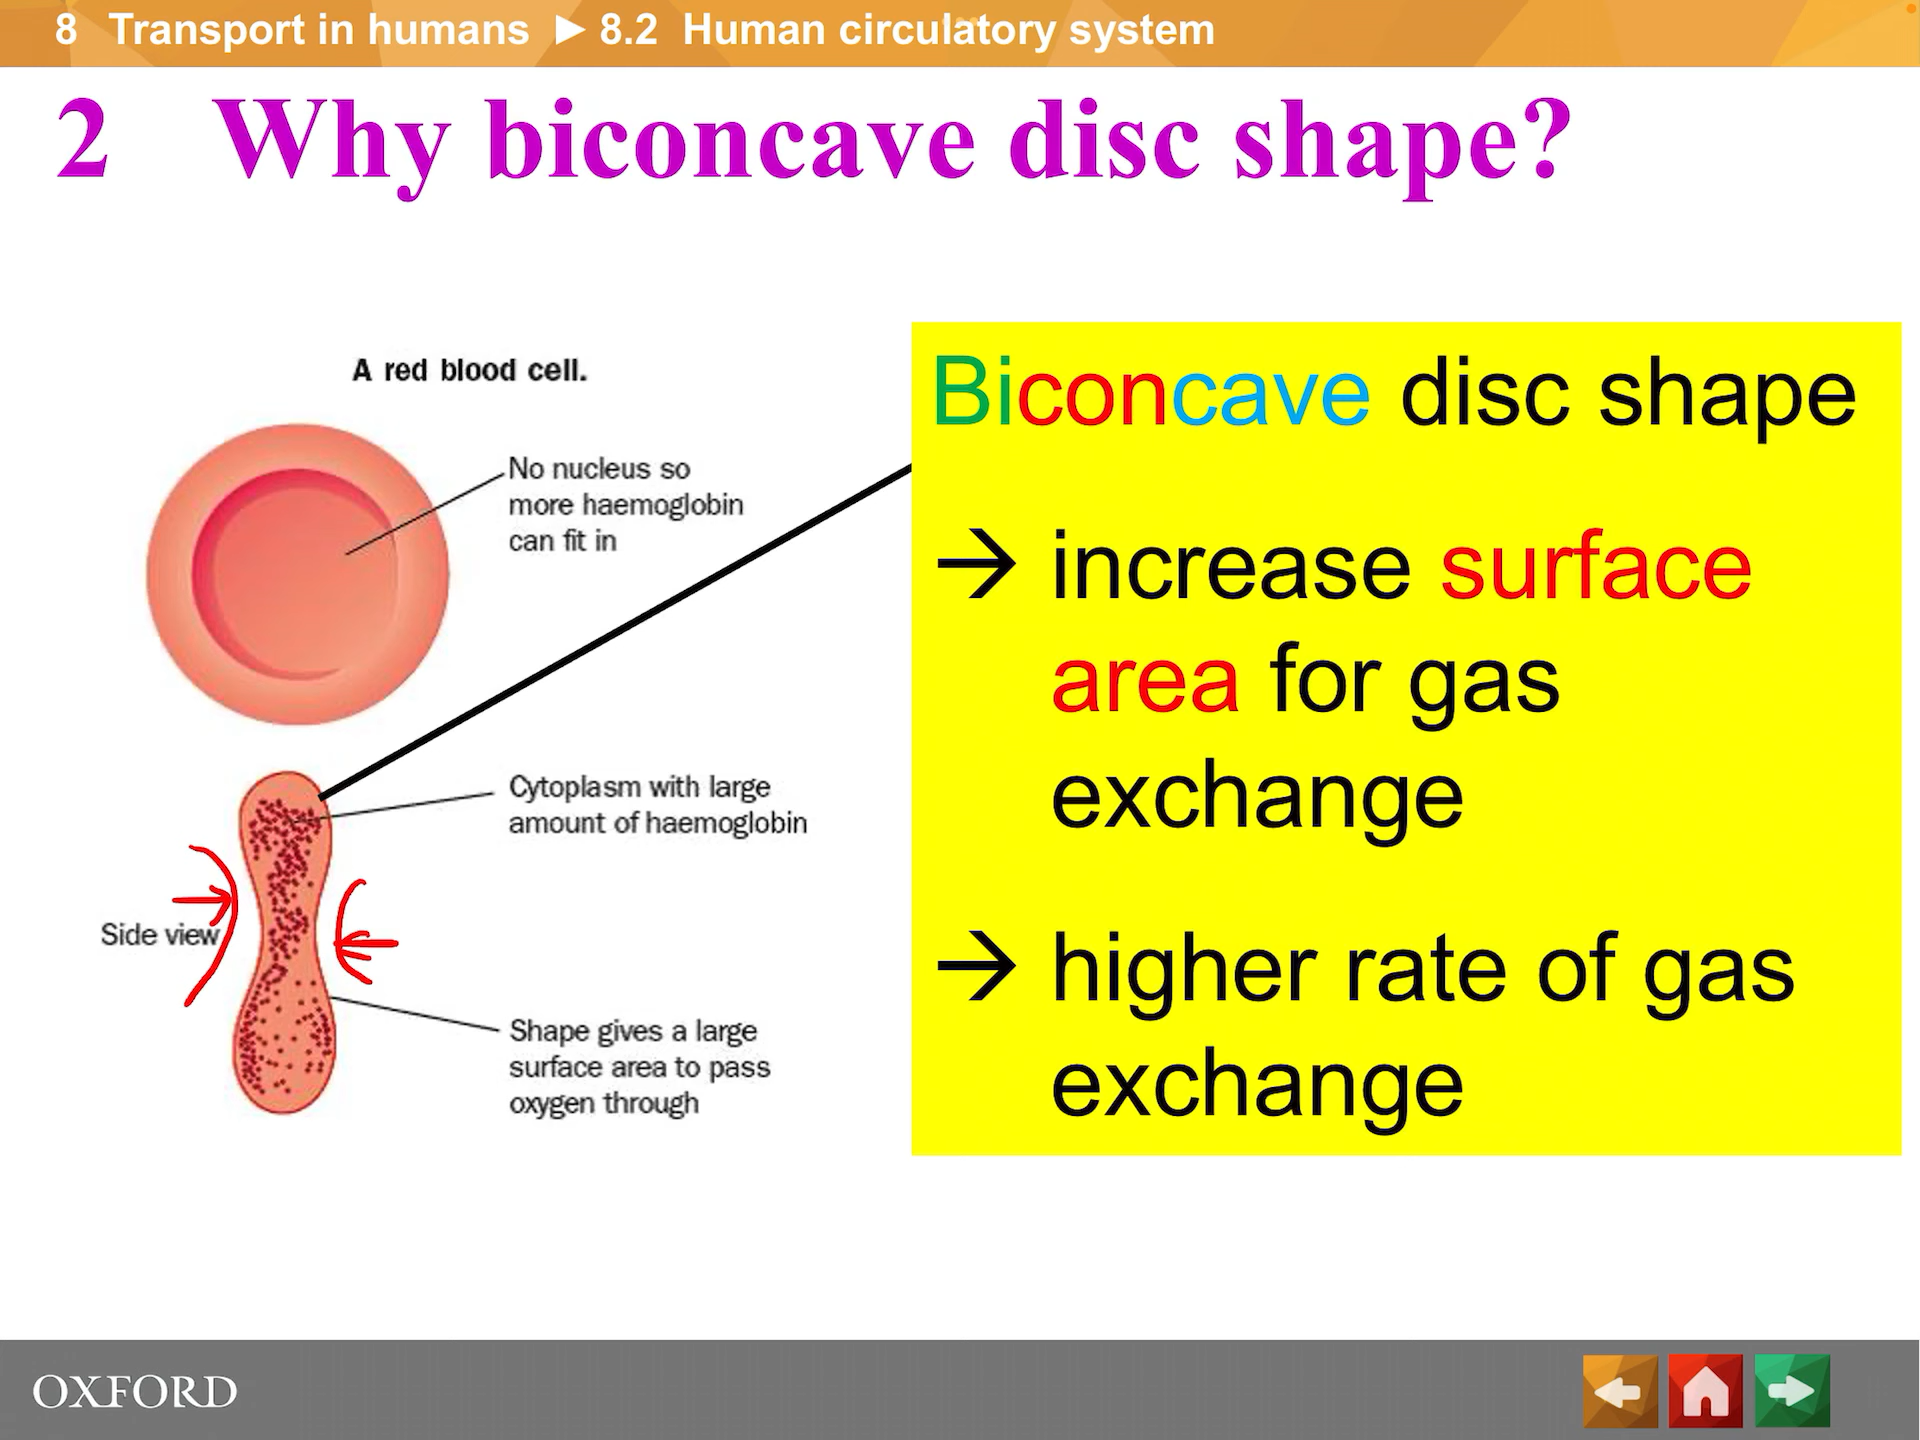 8 Transport in humans ► 8.2 Human circulatory system
2 Why biconcave disc shape?
A red blood cell.
No nucleus so
more haemoglobin
can fit in
Cytoplasm with large
amount of haemoglobin
Side view
Shape gives a large
surface area to pass
oxygen through
Biconcave disc shape
→ increase surface
area for gas
exchange
→ higher rate of gas
exchange
OXFORD